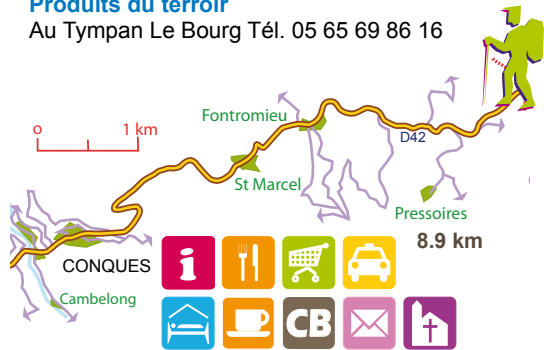 Produits du terroir
Au Tympan Le Bourg Tél. 05 65 69 86 16
Fontromieu
o 1 km
D42
St Marcel
Pressoires
8.9 km
CONQUES
i
Cambelong
CB